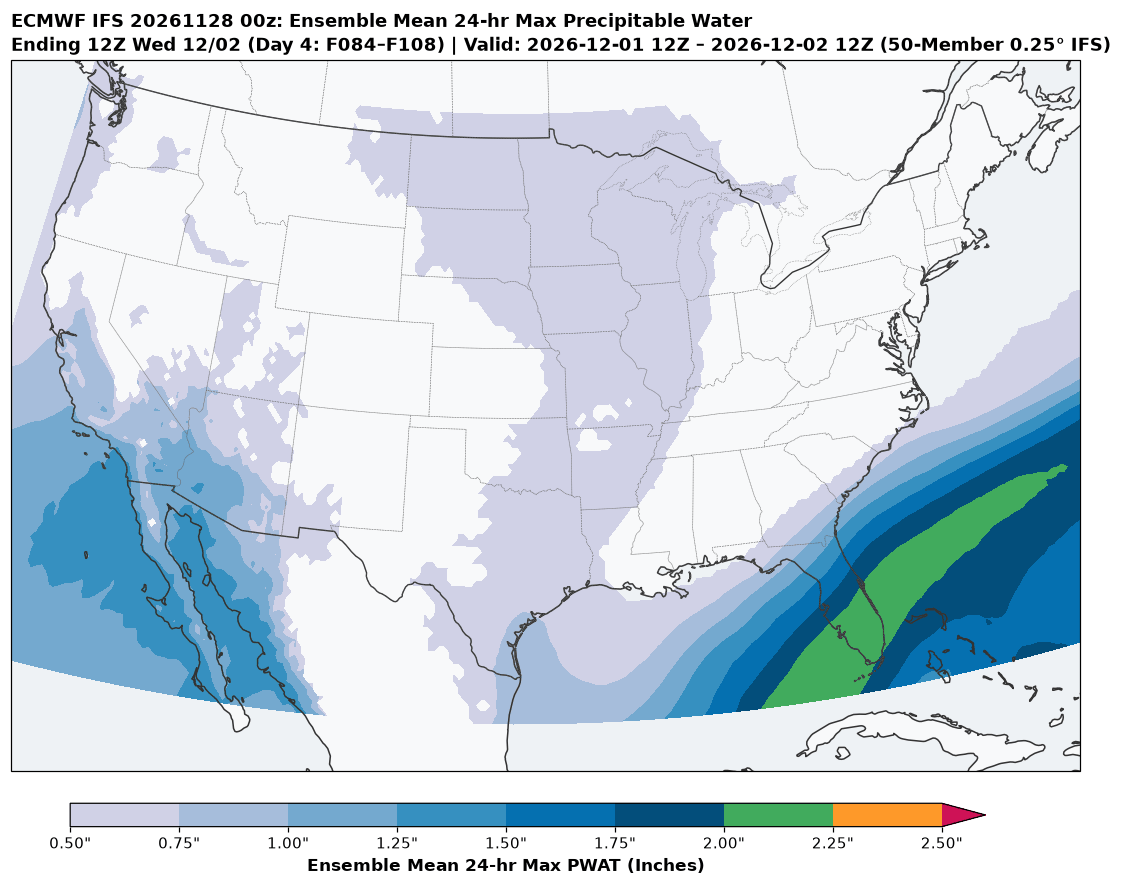 ECMWF IFS 20261128 00z: Ensemble Mean 24-hr Max Precipitable Water
Ending 12Z Wed 12/02 (Day 4: F084–F108) | Valid: 2026-12-01 12Z – 2026-12-02 12Z (50-Member 0.25° IFS)
0.50" 0.75" 1.00" 1.25" 1.50" 1.75" 2.00" 2.25" 2.50"
Ensemble Mean 24-hr Max PWAT (Inches)